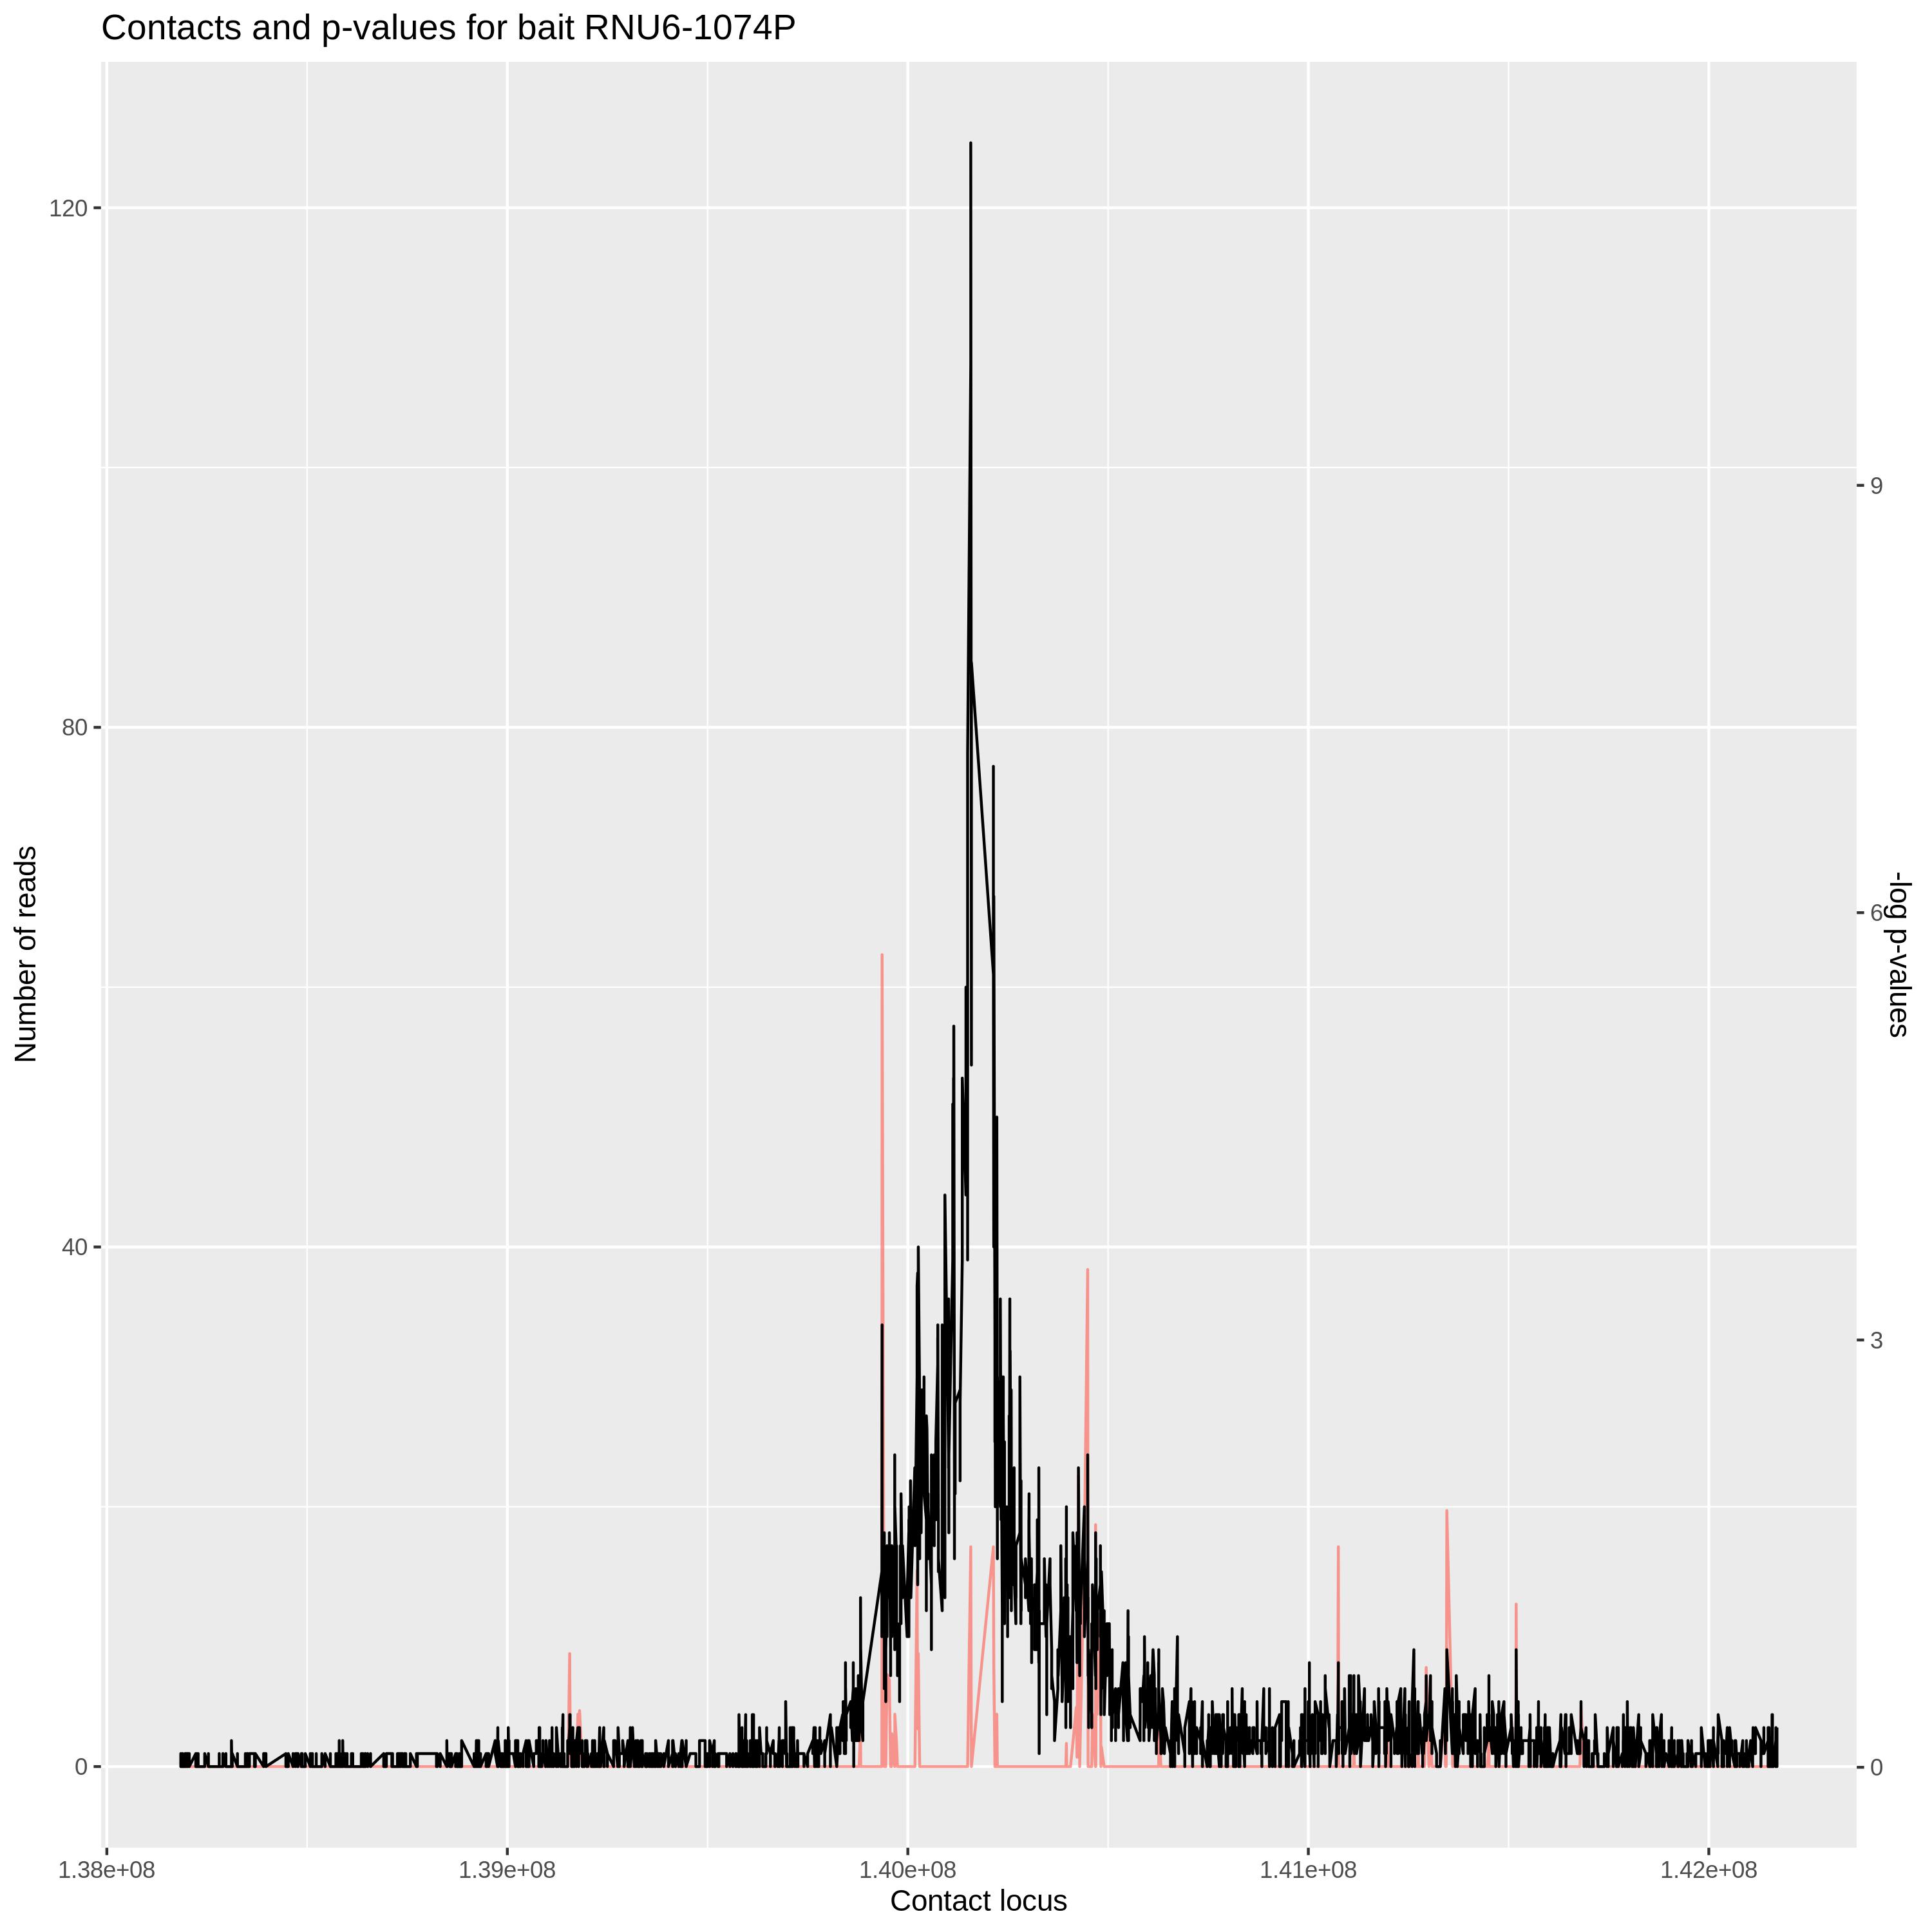 Contacts and p-values for bait RNU6-1074P
120
80
40
0
9
6
3
0
Number of reads
-log p-values
1.38e+08 1.39e+08 1.40e+08 1.41e+08 1.42e+08
Contact locus